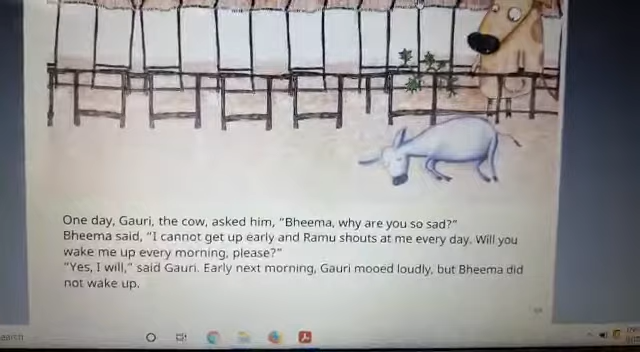 One day, Gauri, the cow, asked him, “Bheema, why are you so sad?”
Bheema said, “I cannot get up early and Ramu shouts at me every day. Will you
wake me up every morning, please?”
“Yes, I will,” said Gauri. Early next morning, Gauri mooed loudly, but Bheema did
not wake up.
earch